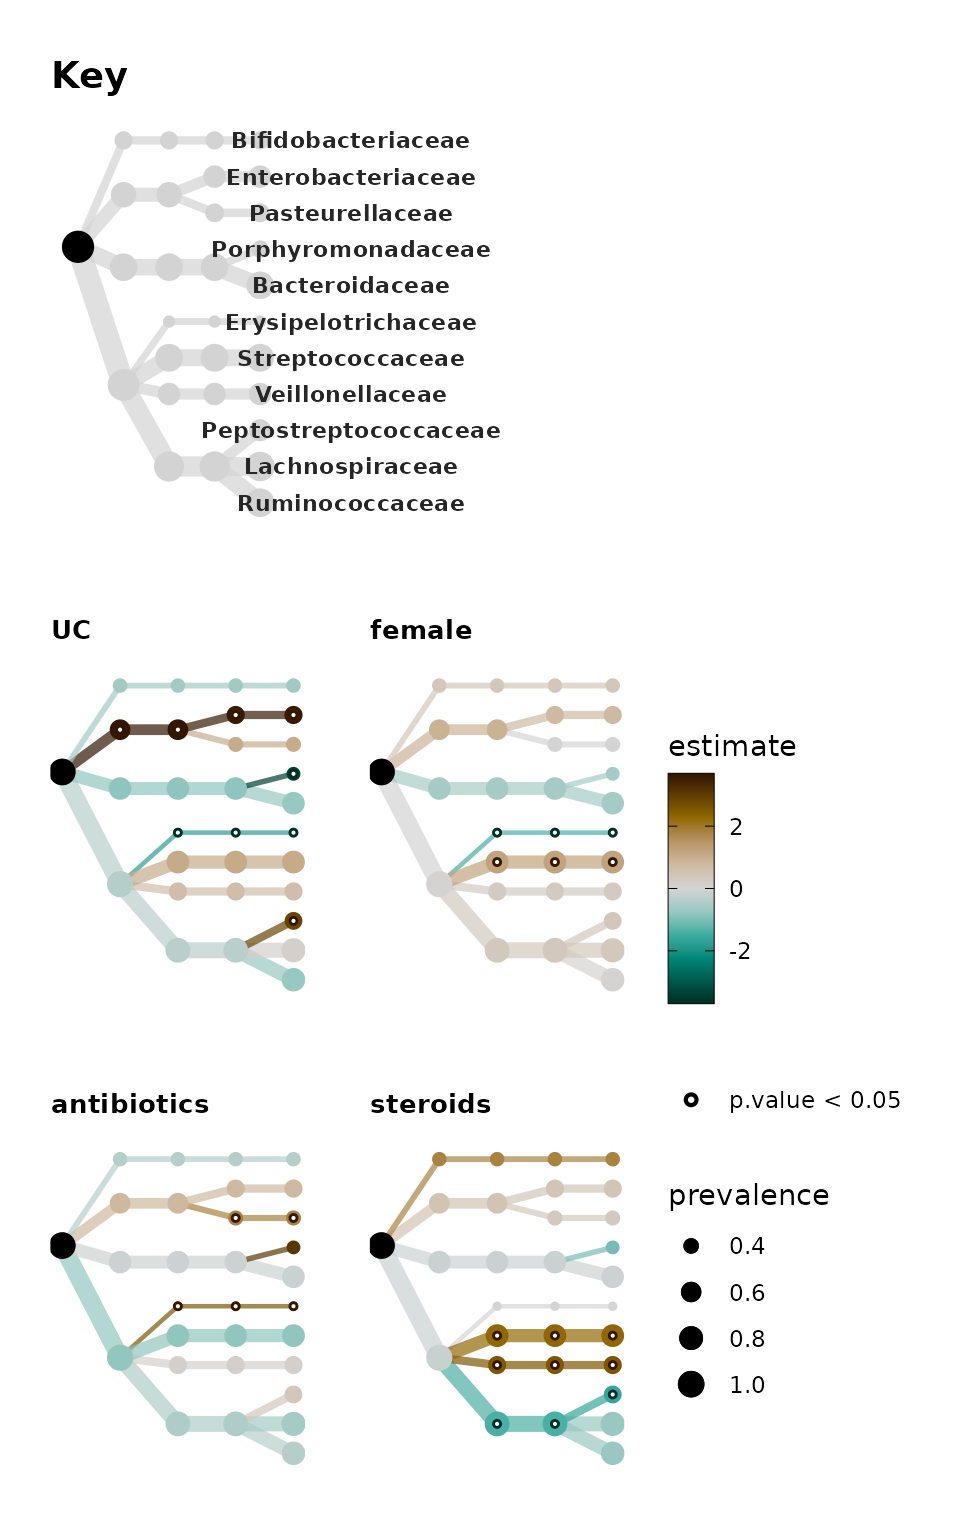 Key
Bifidobacteriaceae
Enterobacteriaceae
Pasteurellaceae
Porphyromonadaceae
Bacteroidaceae
Erysipelotrichaceae
Streptococcaceae
Veillonellaceae
Peptostreptococcaceae
Lachnospiraceae
Ruminococcaceae
UC
female
estimate
2
0
-2
antibiotics
steroids
p.value < 0.05
prevalence
0.4
0.6
0.8
1.0